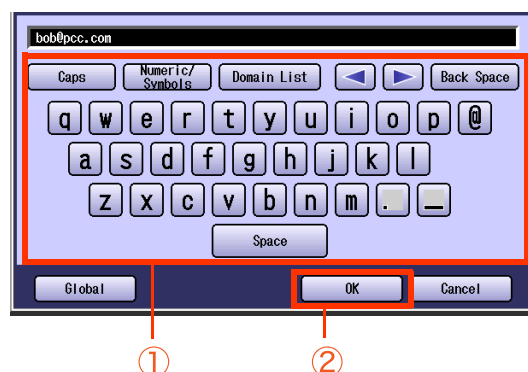 bob@pcc.com
Caps Numeric/ Symbols Domain List Back Space
q w e r t y u i o p @
a s d f g h j k l
z x c v b n m . _
Space
Global OK Cancel
① ②